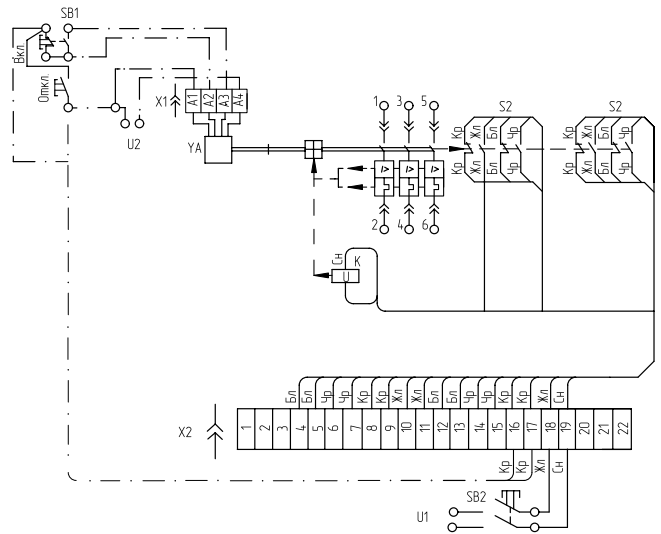 SB1
Вкл.
Откл.
X1
A1 A2 A3 A4
U2
YA
1 3 5
I> I> I>
2 4 6
S2
Кр Жл Бл Чр
Кр Жл Бл Чр
S2
Кр Жл Бл Чр
Кр Жл Бл Чр
Сн К
U
Бл Бл Чр Чр Кр Кр Жл Жл Бл Бл Чр Чр Кр Кр Жл Сн
X2
1 2 3 4 5 6 7 8 9 10 11 12 13 14 15 16 17 18 19 20 21 22
Кр Кр Жл Сн
SB2
U1